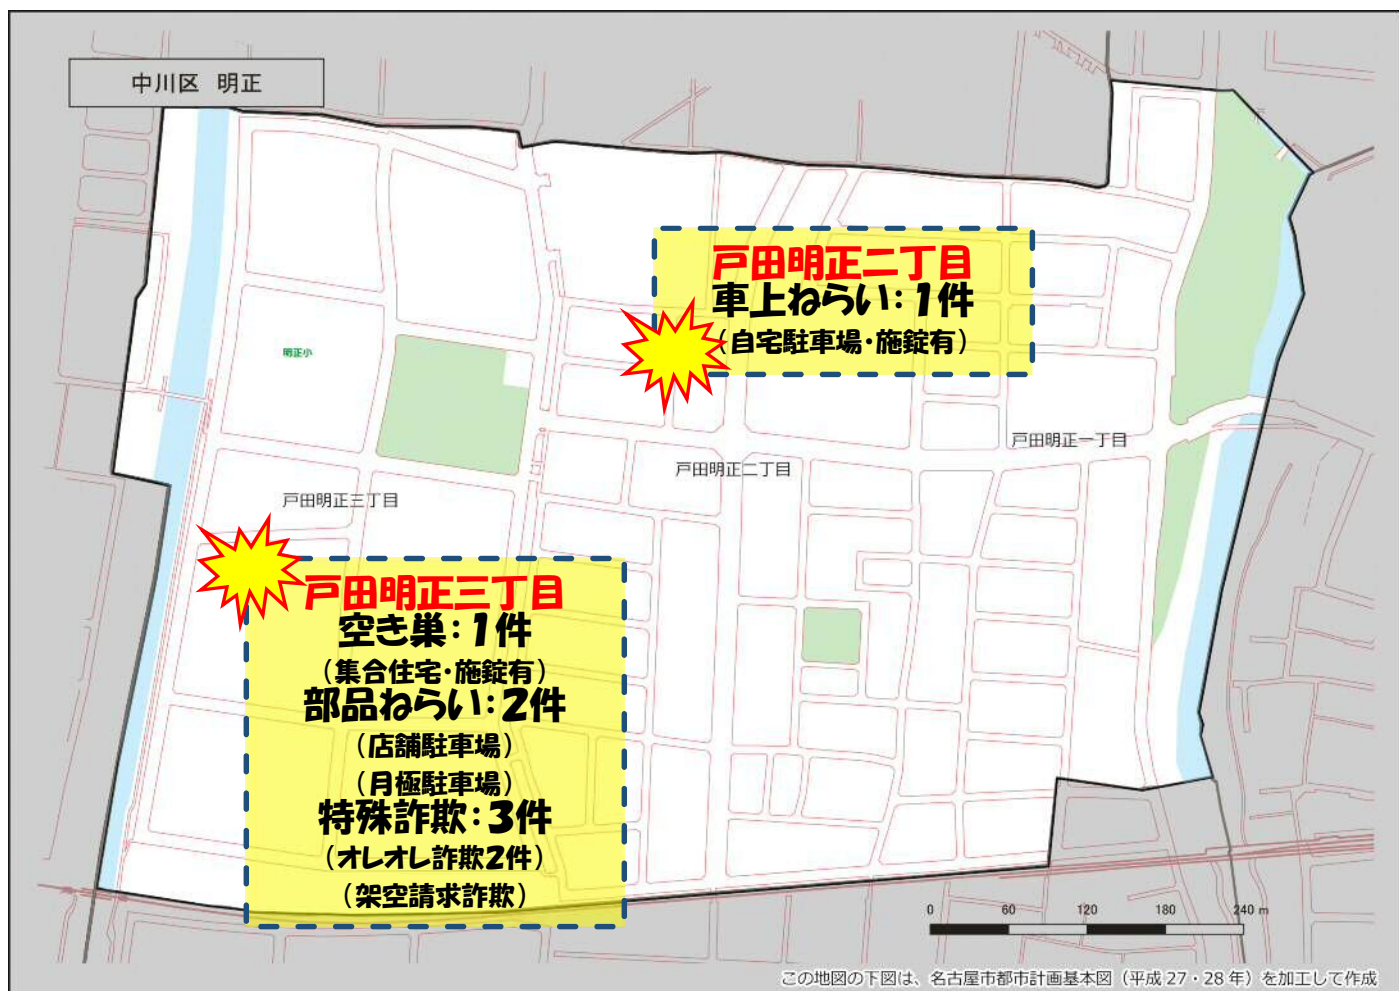 中川区 明正
戸田明正二丁目
車上ねらい：1件
（自宅駐車場・施錠有）
明正小
戸田明正一丁目
戸田明正二丁目
戸田明正三丁目
戸田明正三丁目
空き巣：1件
（集合住宅・施錠有）
部品ねらい：2件
（店舗駐車場）
（月極駐車場）
特殊詐欺：3件
（オレオレ詐欺2件）
（架空請求詐欺）
0 60 120 180 240 m
この地図の下図は、名古屋市都市計画基本図（平成27・28年）を加工して作成